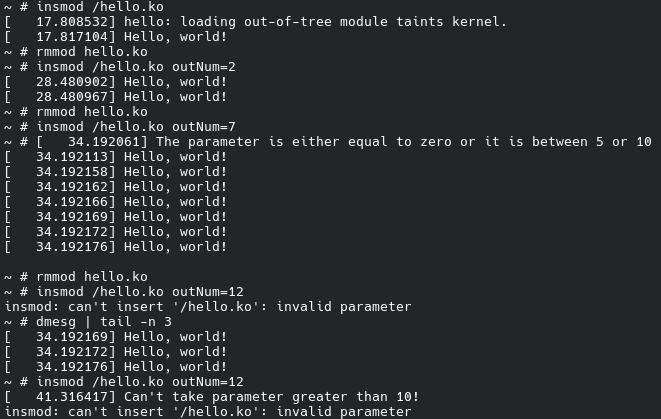 ~ # insmod /hello.ko
[   17.808532] hello: loading out-of-tree module taints kernel.
[   17.817104] Hello, world!
~ # rmmod hello.ko
~ # insmod /hello.ko outNum=2
[   28.480902] Hello, world!
[   28.480967] Hello, world!
~ # rmmod hello.ko
~ # insmod /hello.ko outNum=7
~ # [   34.192061] The parameter is either equal to zero or it is between 5 or 10
[   34.192113] Hello, world!
[   34.192158] Hello, world!
[   34.192162] Hello, world!
[   34.192166] Hello, world!
[   34.192169] Hello, world!
[   34.192172] Hello, world!
[   34.192176] Hello, world!

~ # rmmod hello.ko
~ # insmod /hello.ko outNum=12
insmod: can't insert '/hello.ko': invalid parameter
~ # dmesg | tail -n 3
[   34.192169] Hello, world!
[   34.192172] Hello, world!
[   34.192176] Hello, world!
~ # insmod /hello.ko outNum=12
[   41.316417] Can't take parameter greater than 10!
insmod: can't insert '/hello.ko': invalid parameter